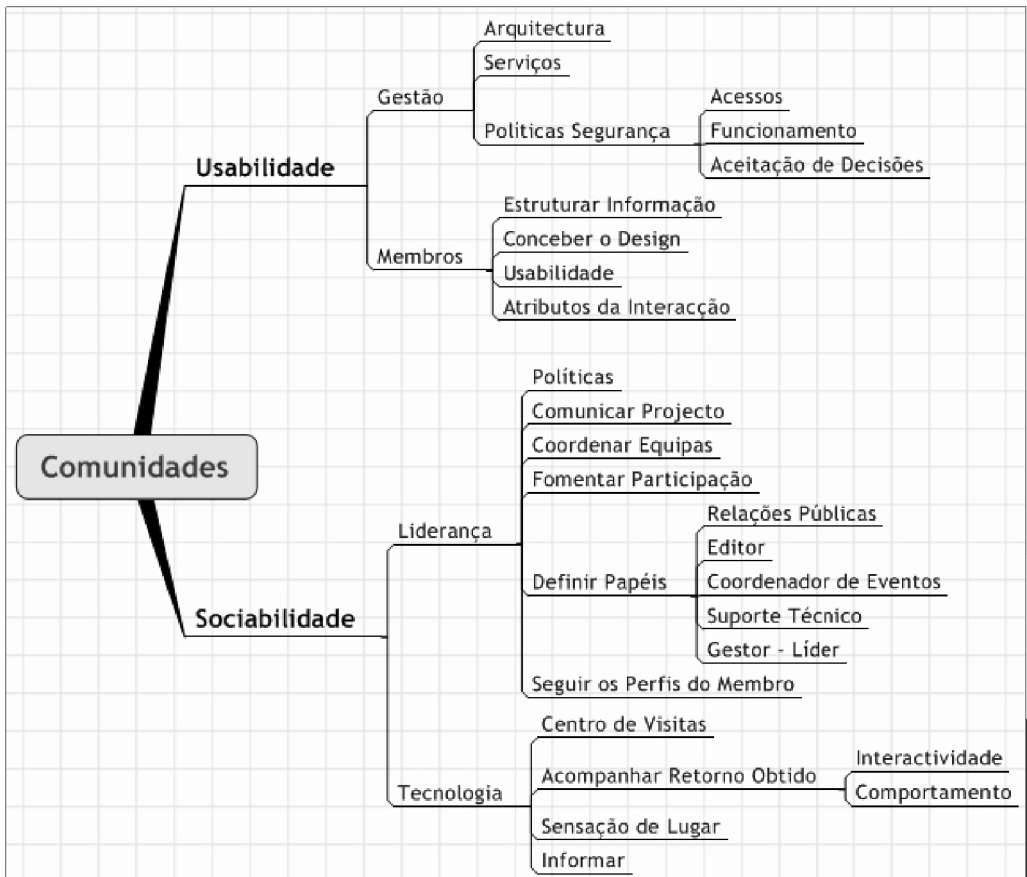 Comunidades
Usabilidade
Gestão
Arquitectura
Serviços
Políticas Segurança
Acessos
Funcionamento
Aceitação de Decisões
Membros
Estruturar Informação
Conceber o Design
Usabilidade
Atributos da Interacção
Sociabilidade
Liderança
Políticas
Comunicar Projecto
Coordenar Equipas
Fomentar Participação
Definir Papéis
Relações Públicas
Editor
Coordenador de Eventos
Suporte Técnico
Gestor - Líder
Seguir os Perfis do Membro
Tecnologia
Centro de Visitas
Acompanhar Retorno Obtido
Interactividade
Comportamento
Sensação de Lugar
Informar